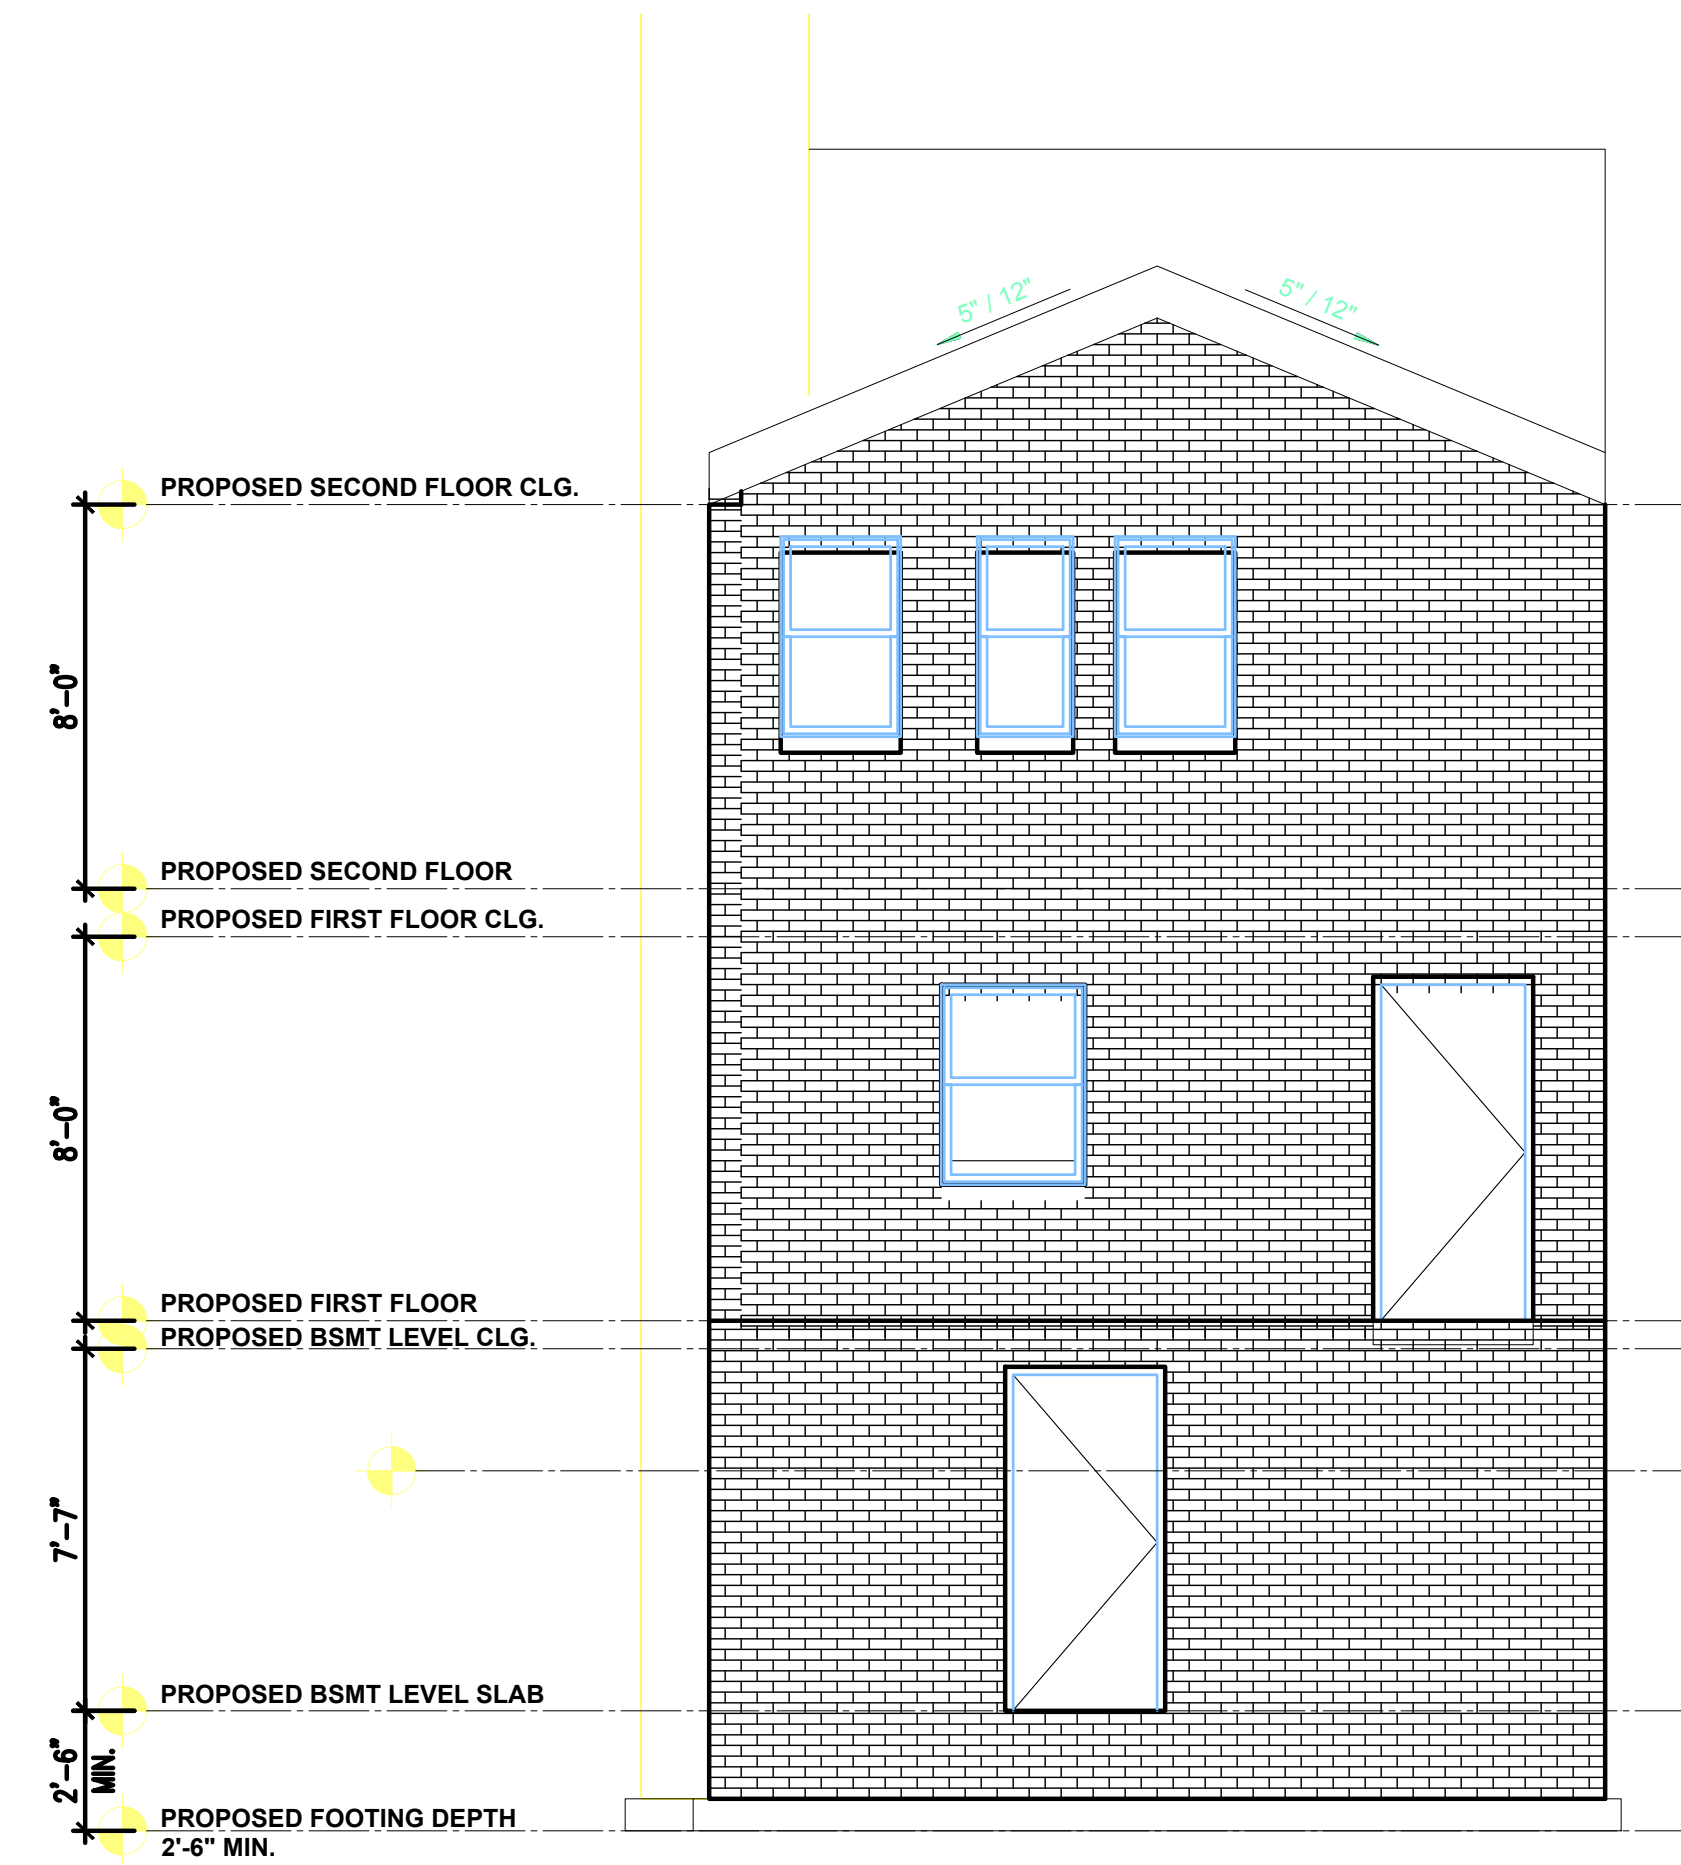 5" / 12"
5" / 12"
PROPOSED SECOND FLOOR CLG.
8'-0"
PROPOSED SECOND FLOOR
PROPOSED FIRST FLOOR CLG.
8'-0"
PROPOSED FIRST FLOOR
PROPOSED BSMT LEVEL CLG.
7'-7"
PROPOSED BSMT LEVEL SLAB
2'-6"
MIN.
PROPOSED FOOTING DEPTH
2'-6" MIN.